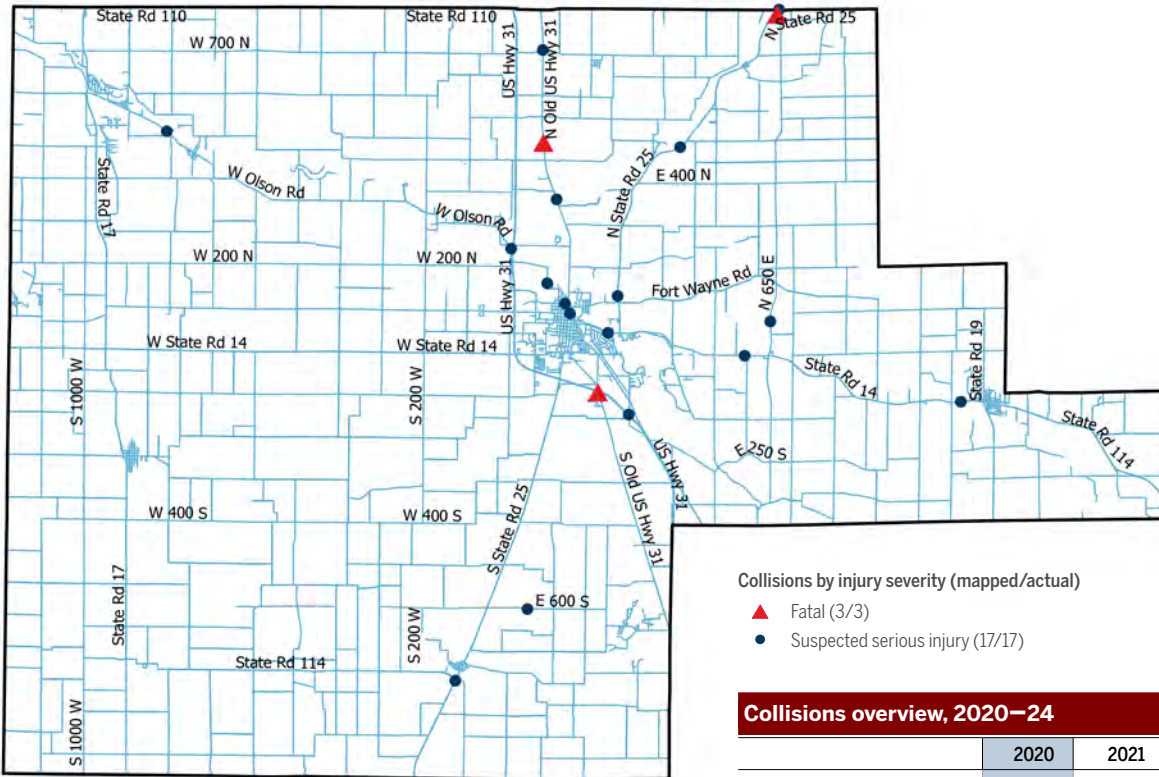 State Rd 110
State Rd 110
US Hwy 31
N Old US Hwy 31
N State Rd 25
W 700 N
State Rd 17
W Olson Rd
N State Rd 25
E 400 N
W Olson Rd
W 200 N
W 200 N
US Hwy 31
Fort Wayne Rd
N 650 E
W State Rd 14
W State Rd 14
State Rd 14
State Rd 19
S 1000 W
S 200 W
State Rd 114
E 250 S
US Hwy 31
S Old US Hwy 31
S State Rd 25
W 400 S
W 400 S
State Rd 17
E 600 S
S 200 W
State Rd 114
S 1000 W
Collisions by injury severity (mapped/actual)
Fatal (3/3)
Suspected serious injury (17/17)
Collisions overview, 2020—24
2020 2021